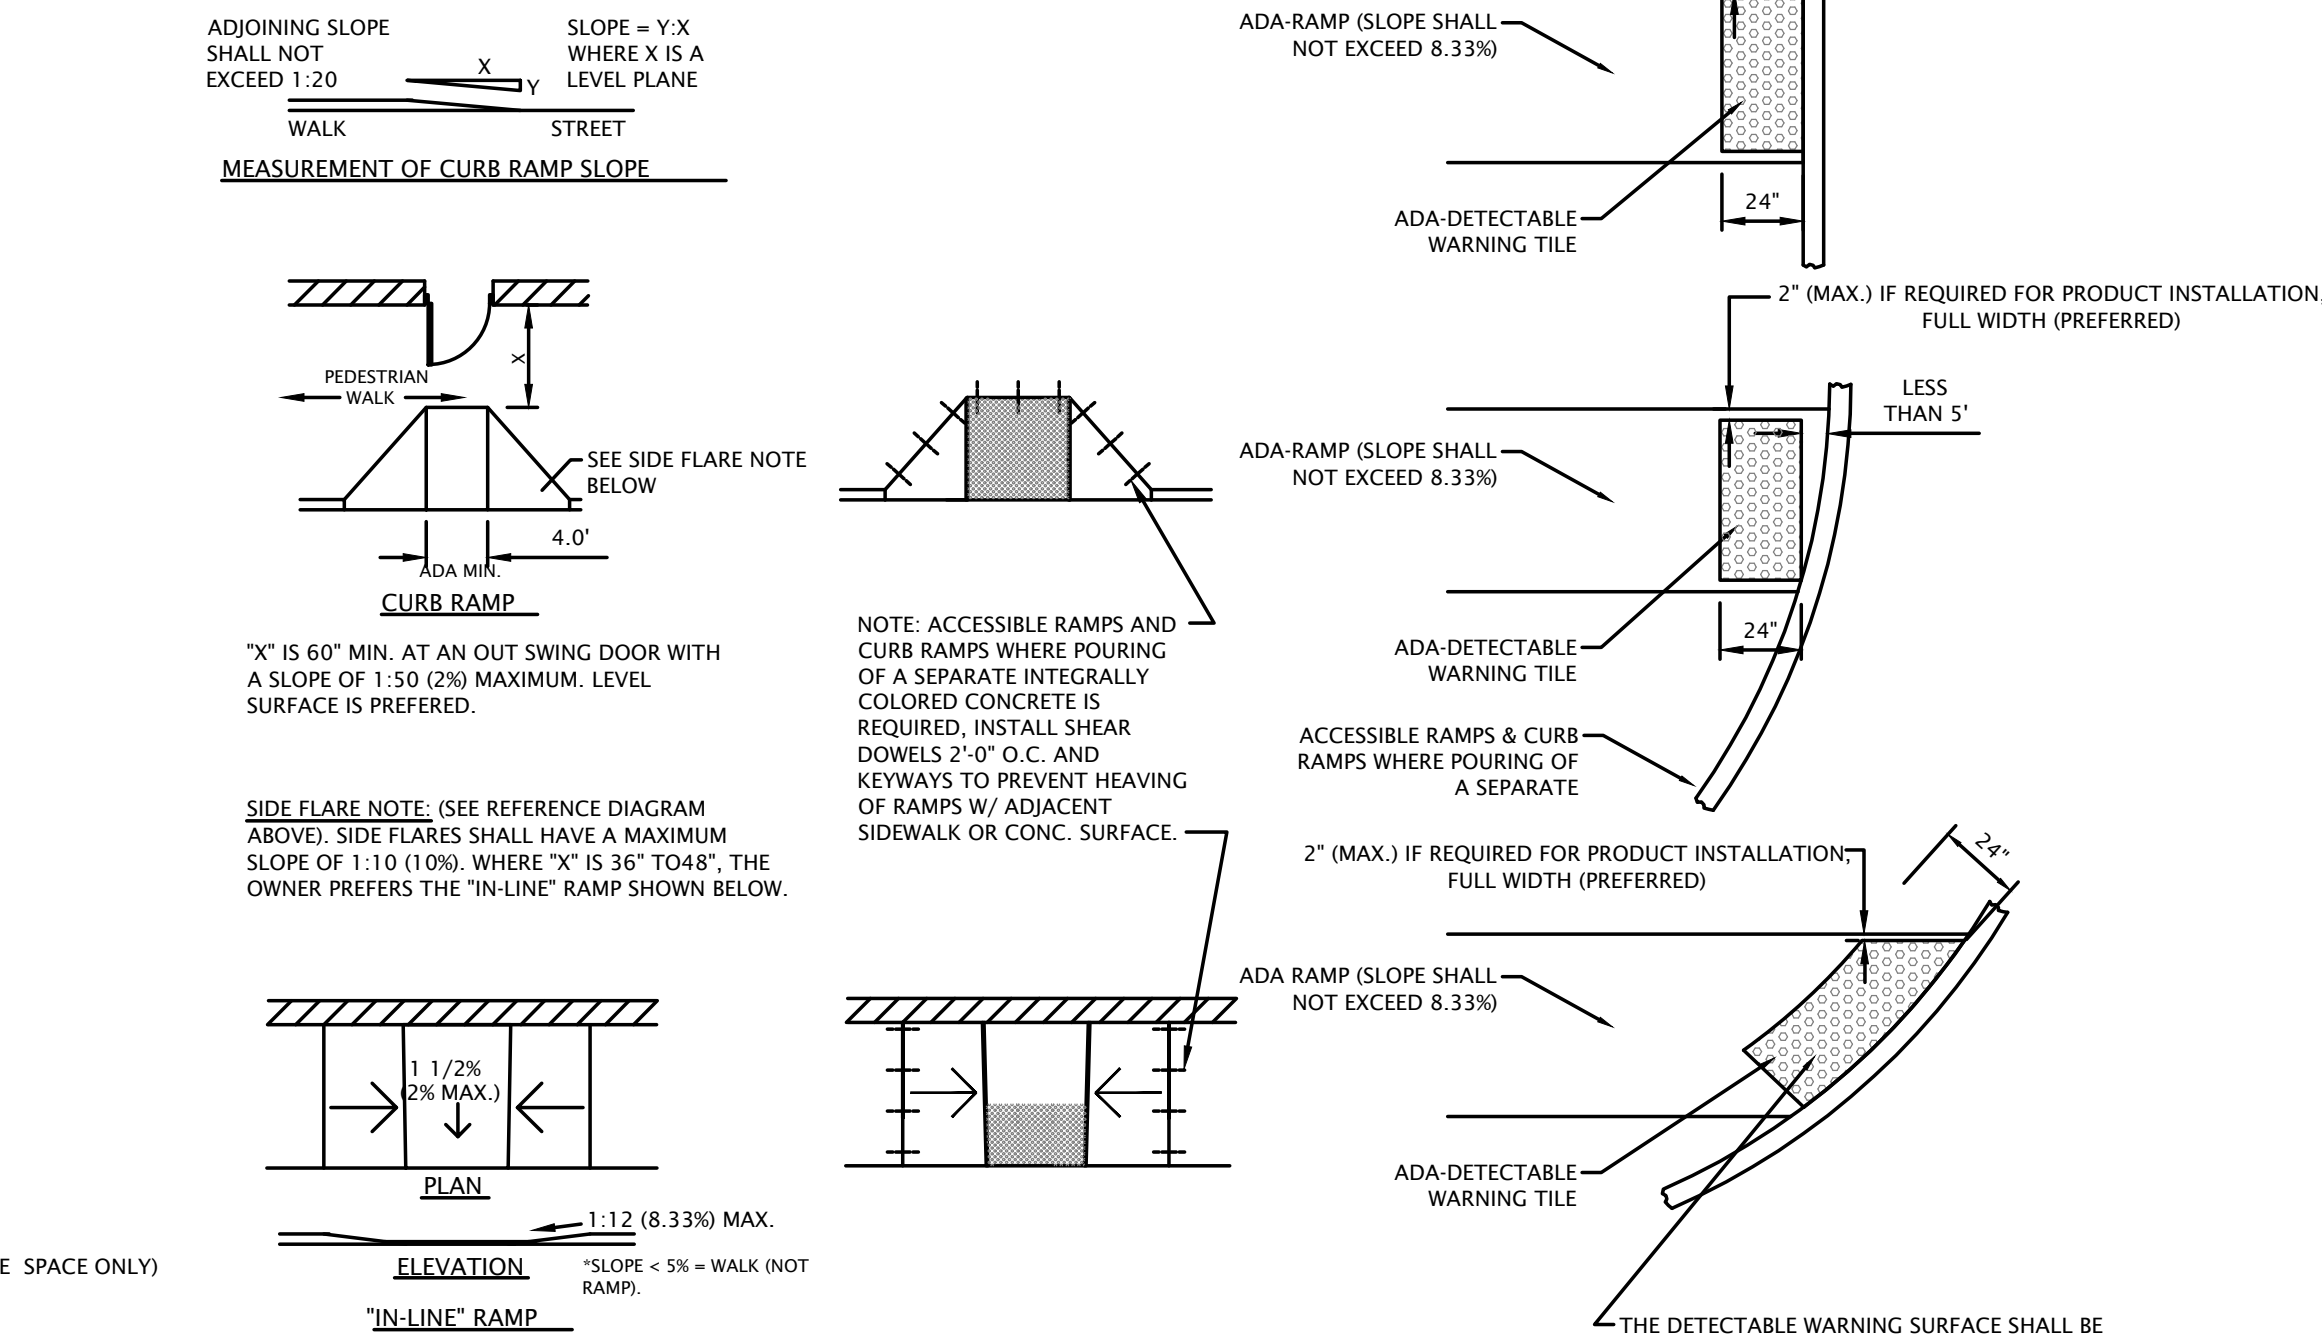 ADJOINING SLOPE
SHALL NOT
EXCEED 1:20
SLOPE = Y:X
WHERE X IS A
LEVEL PLANE
X
Y
WALK
STREET
MEASUREMENT OF CURB RAMP SLOPE
X
PEDESTRIAN
WALK
SEE SIDE FLARE NOTE
BELOW
4.0'
ADA MIN.
CURB RAMP
"X" IS 60" MIN. AT AN OUT SWING DOOR WITH
A SLOPE OF 1:50 (2%) MAXIMUM. LEVEL
SURFACE IS PREFERED.
SIDE FLARE NOTE: (SEE REFERENCE DIAGRAM
ABOVE). SIDE FLARES SHALL HAVE A MAXIMUM
SLOPE OF 1:10 (10%). WHERE "X" IS 36" TO48", THE
OWNER PREFERS THE "IN-LINE" RAMP SHOWN BELOW.
1 1/2%
(2% MAX.)
PLAN
1:12 (8.33%) MAX.
ELEVATION
*SLOPE < 5% = WALK (NOT
RAMP).
"IN-LINE" RAMP
E SPACE ONLY)
NOTE: ACCESSIBLE RAMPS AND
CURB RAMPS WHERE POURING
OF A SEPARATE INTEGRALLY
COLORED CONCRETE IS
REQUIRED, INSTALL SHEAR
DOWELS 2'-0" O.C. AND
KEYWAYS TO PREVENT HEAVING
OF RAMPS W/ ADJACENT
SIDEWALK OR CONC. SURFACE.
ADA-RAMP (SLOPE SHALL
NOT EXCEED 8.33%)
24"
ADA-DETECTABLE
WARNING TILE
2" (MAX.) IF REQUIRED FOR PRODUCT INSTALLATION,
FULL WIDTH (PREFERRED)
LESS
THAN 5'
ADA-RAMP (SLOPE SHALL
NOT EXCEED 8.33%)
24"
ADA-DETECTABLE
WARNING TILE
ACCESSIBLE RAMPS & CURB
RAMPS WHERE POURING OF
A SEPARATE
24"
2" (MAX.) IF REQUIRED FOR PRODUCT INSTALLATION,
FULL WIDTH (PREFERRED)
ADA RAMP (SLOPE SHALL
NOT EXCEED 8.33%)
ADA-DETECTABLE
WARNING TILE
THE DETECTABLE WARNING SURFACE SHALL BE